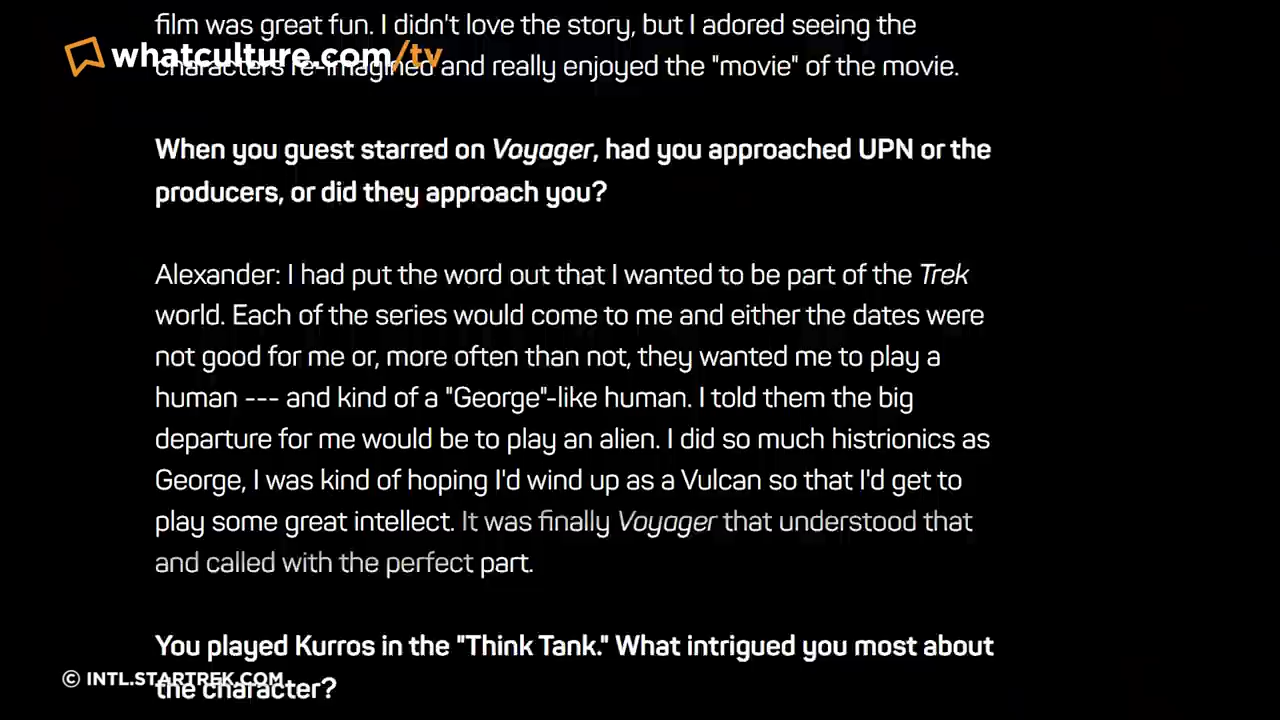 film was great fun. I didn't love the story, but I adored seeing the
whatculture.com/tv
characters re-imagined and really enjoyed the "movie" of the movie.
When you guest starred on Voyager, had you approached UPN or the
producers, or did they approach you?
Alexander: I had put the word out that I wanted to be part of the Trek
world. Each of the series would come to me and either the dates were
not good for me or, more often than not, they wanted me to play a
human --- and kind of a "George"-like human. I told them the big
departure for me would be to play an alien. I did so much histrionics as
George, I was kind of hoping I'd wind up as a Vulcan so that I'd get to
play some great intellect. It was finally Voyager that understood that
and called with the perfect part.
You played Kurros in the "Think Tank." What intrigued you most about
© INTL.STARTREK.COM
the character?